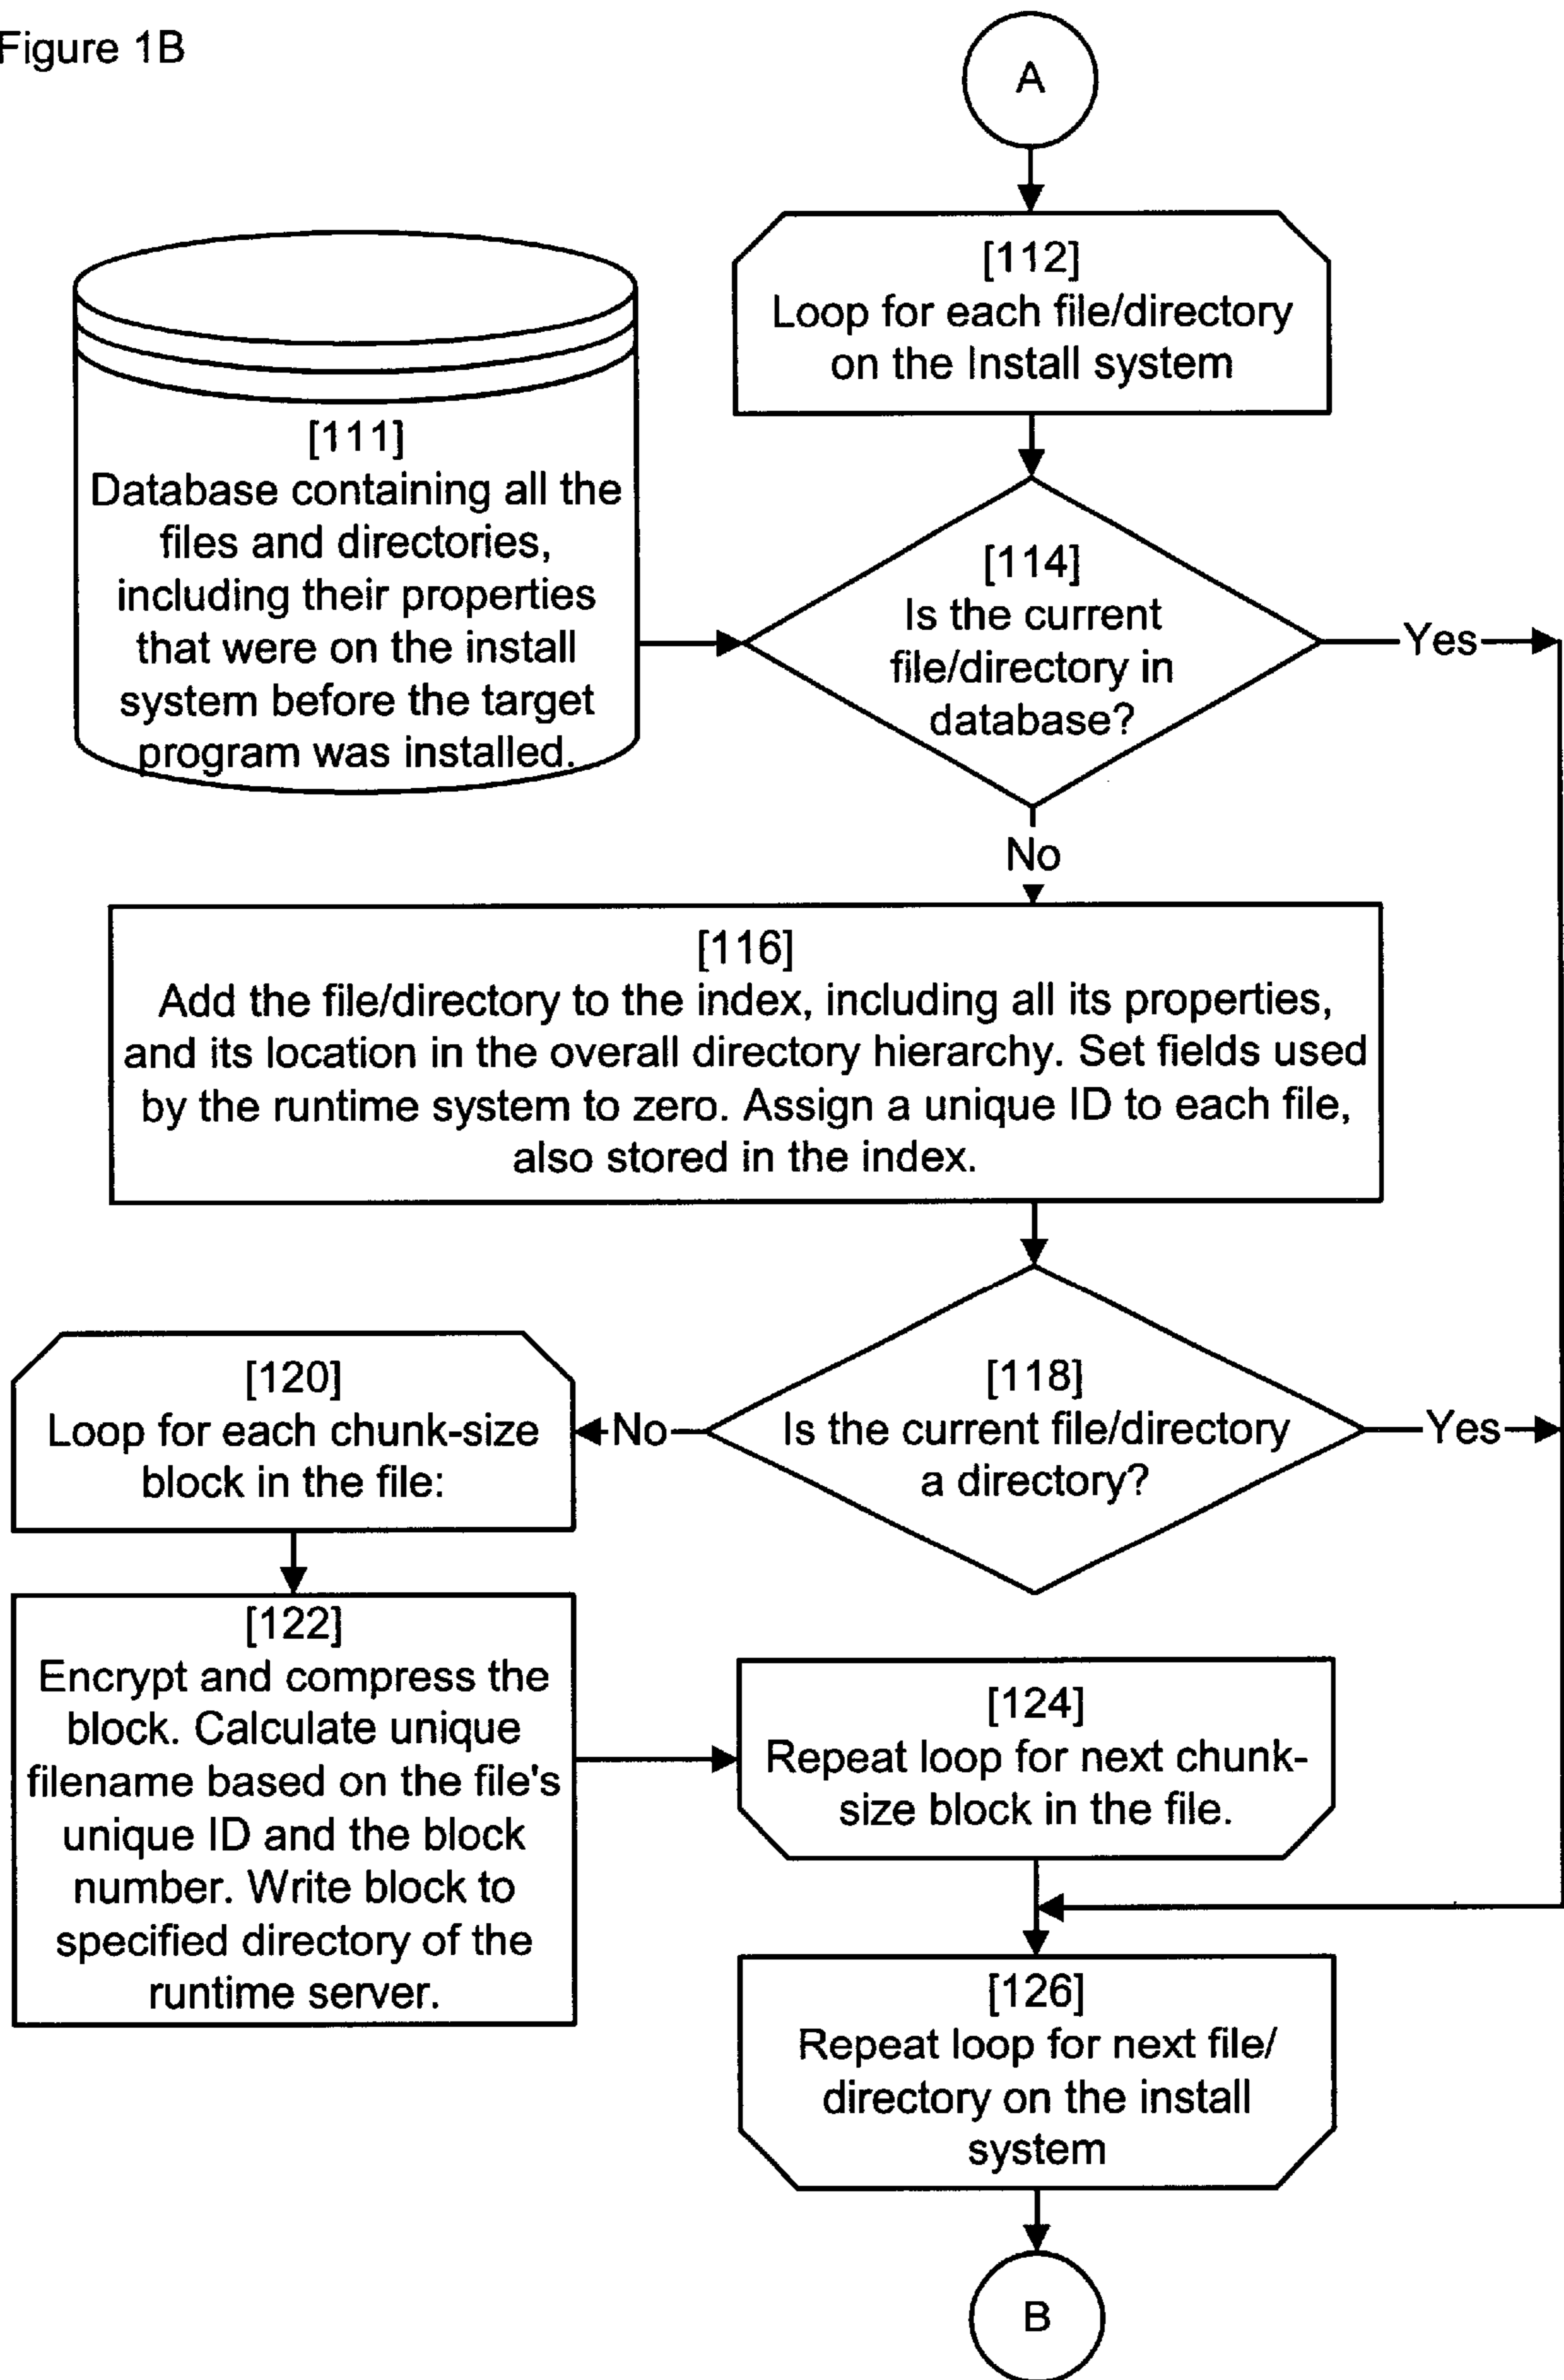 Figure 1B
A
[112]
Loop for each file/directory
on the Install system
[111]
Database containing all the
files and directories,
including their properties
that were on the install
system before the target
program was installed.
[114]
Is the current
file/directory in
database?
Yes
No
[116]
Add the file/directory to the index, including all its properties,
and its location in the overall directory hierarchy. Set fields used
by the runtime system to zero. Assign a unique ID to each file,
also stored in the index.
[118]
Is the current file/directory
a directory?
Yes
No
[120]
Loop for each chunk-size
block in the file:
[122]
Encrypt and compress the
block. Calculate unique
filename based on the file's
unique ID and the block
number. Write block to
specified directory of the
runtime server.
[124]
Repeat loop for next chunk-
size block in the file.
[126]
Repeat loop for next file/
directory on the install
system
B